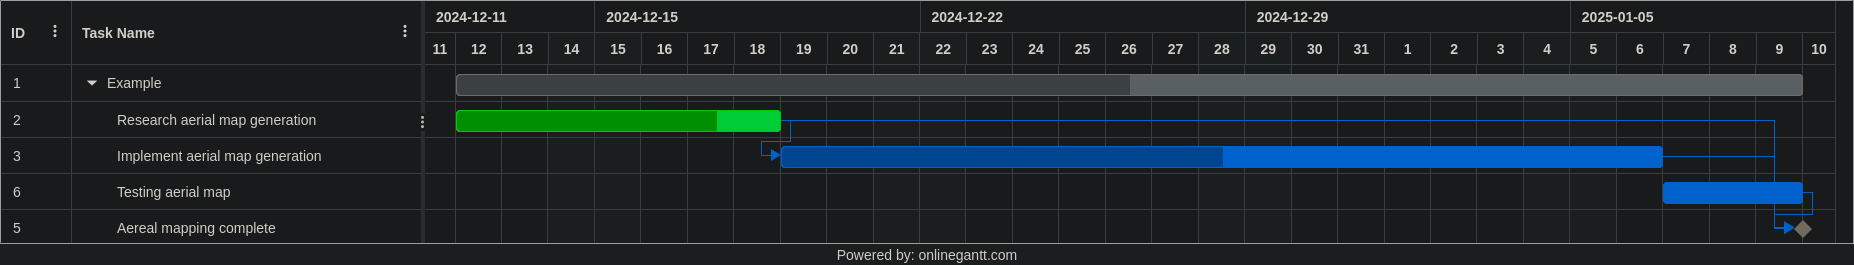 ID Task Name 2024-12-11 2024-12-15 2024-12-22 2024-12-29 2025-01-05
11 12 13 14 15 16 17 18 19 20 21 22 23 24 25 26 27 28 29 30 31 1 2 3 4 5 6 7 8 9 10
1 Example
2 Research aerial map generation
3 Implement aerial map generation
6 Testing aerial map
5 Aereal mapping complete
Powered by: onlinegantt.com